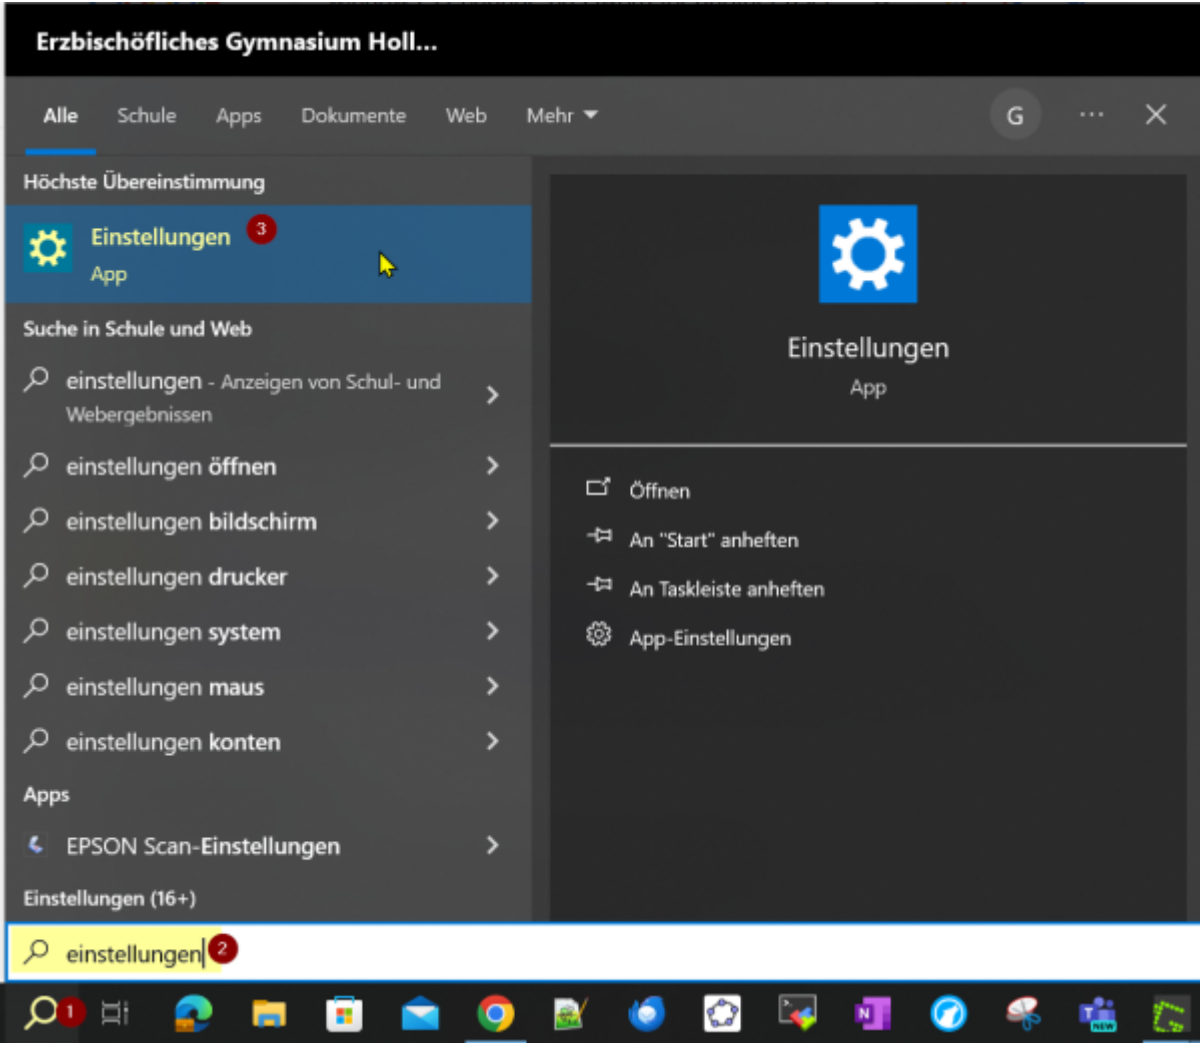 Erzbischöfliches Gymnasium Holl...
Alle Schule Apps Dokumente Web Mehr G ...
Höchste Übereinstimmung
Einstellungen 3
App
Suche in Schule und Web
einstellungen - Anzeigen von Schul- und
Webergebnissen
einstellungen öffnen
einstellungen bildschirm
einstellungen drucker
einstellungen system
einstellungen maus
einstellungen konten
Apps
EPSON Scan-Einstellungen
Einstellungen (16+)
einstellungen 2
Einstellungen
App
Öffnen
An "Start" anheften
An Taskleiste anheften
App-Einstellungen
1
N
T
NEW